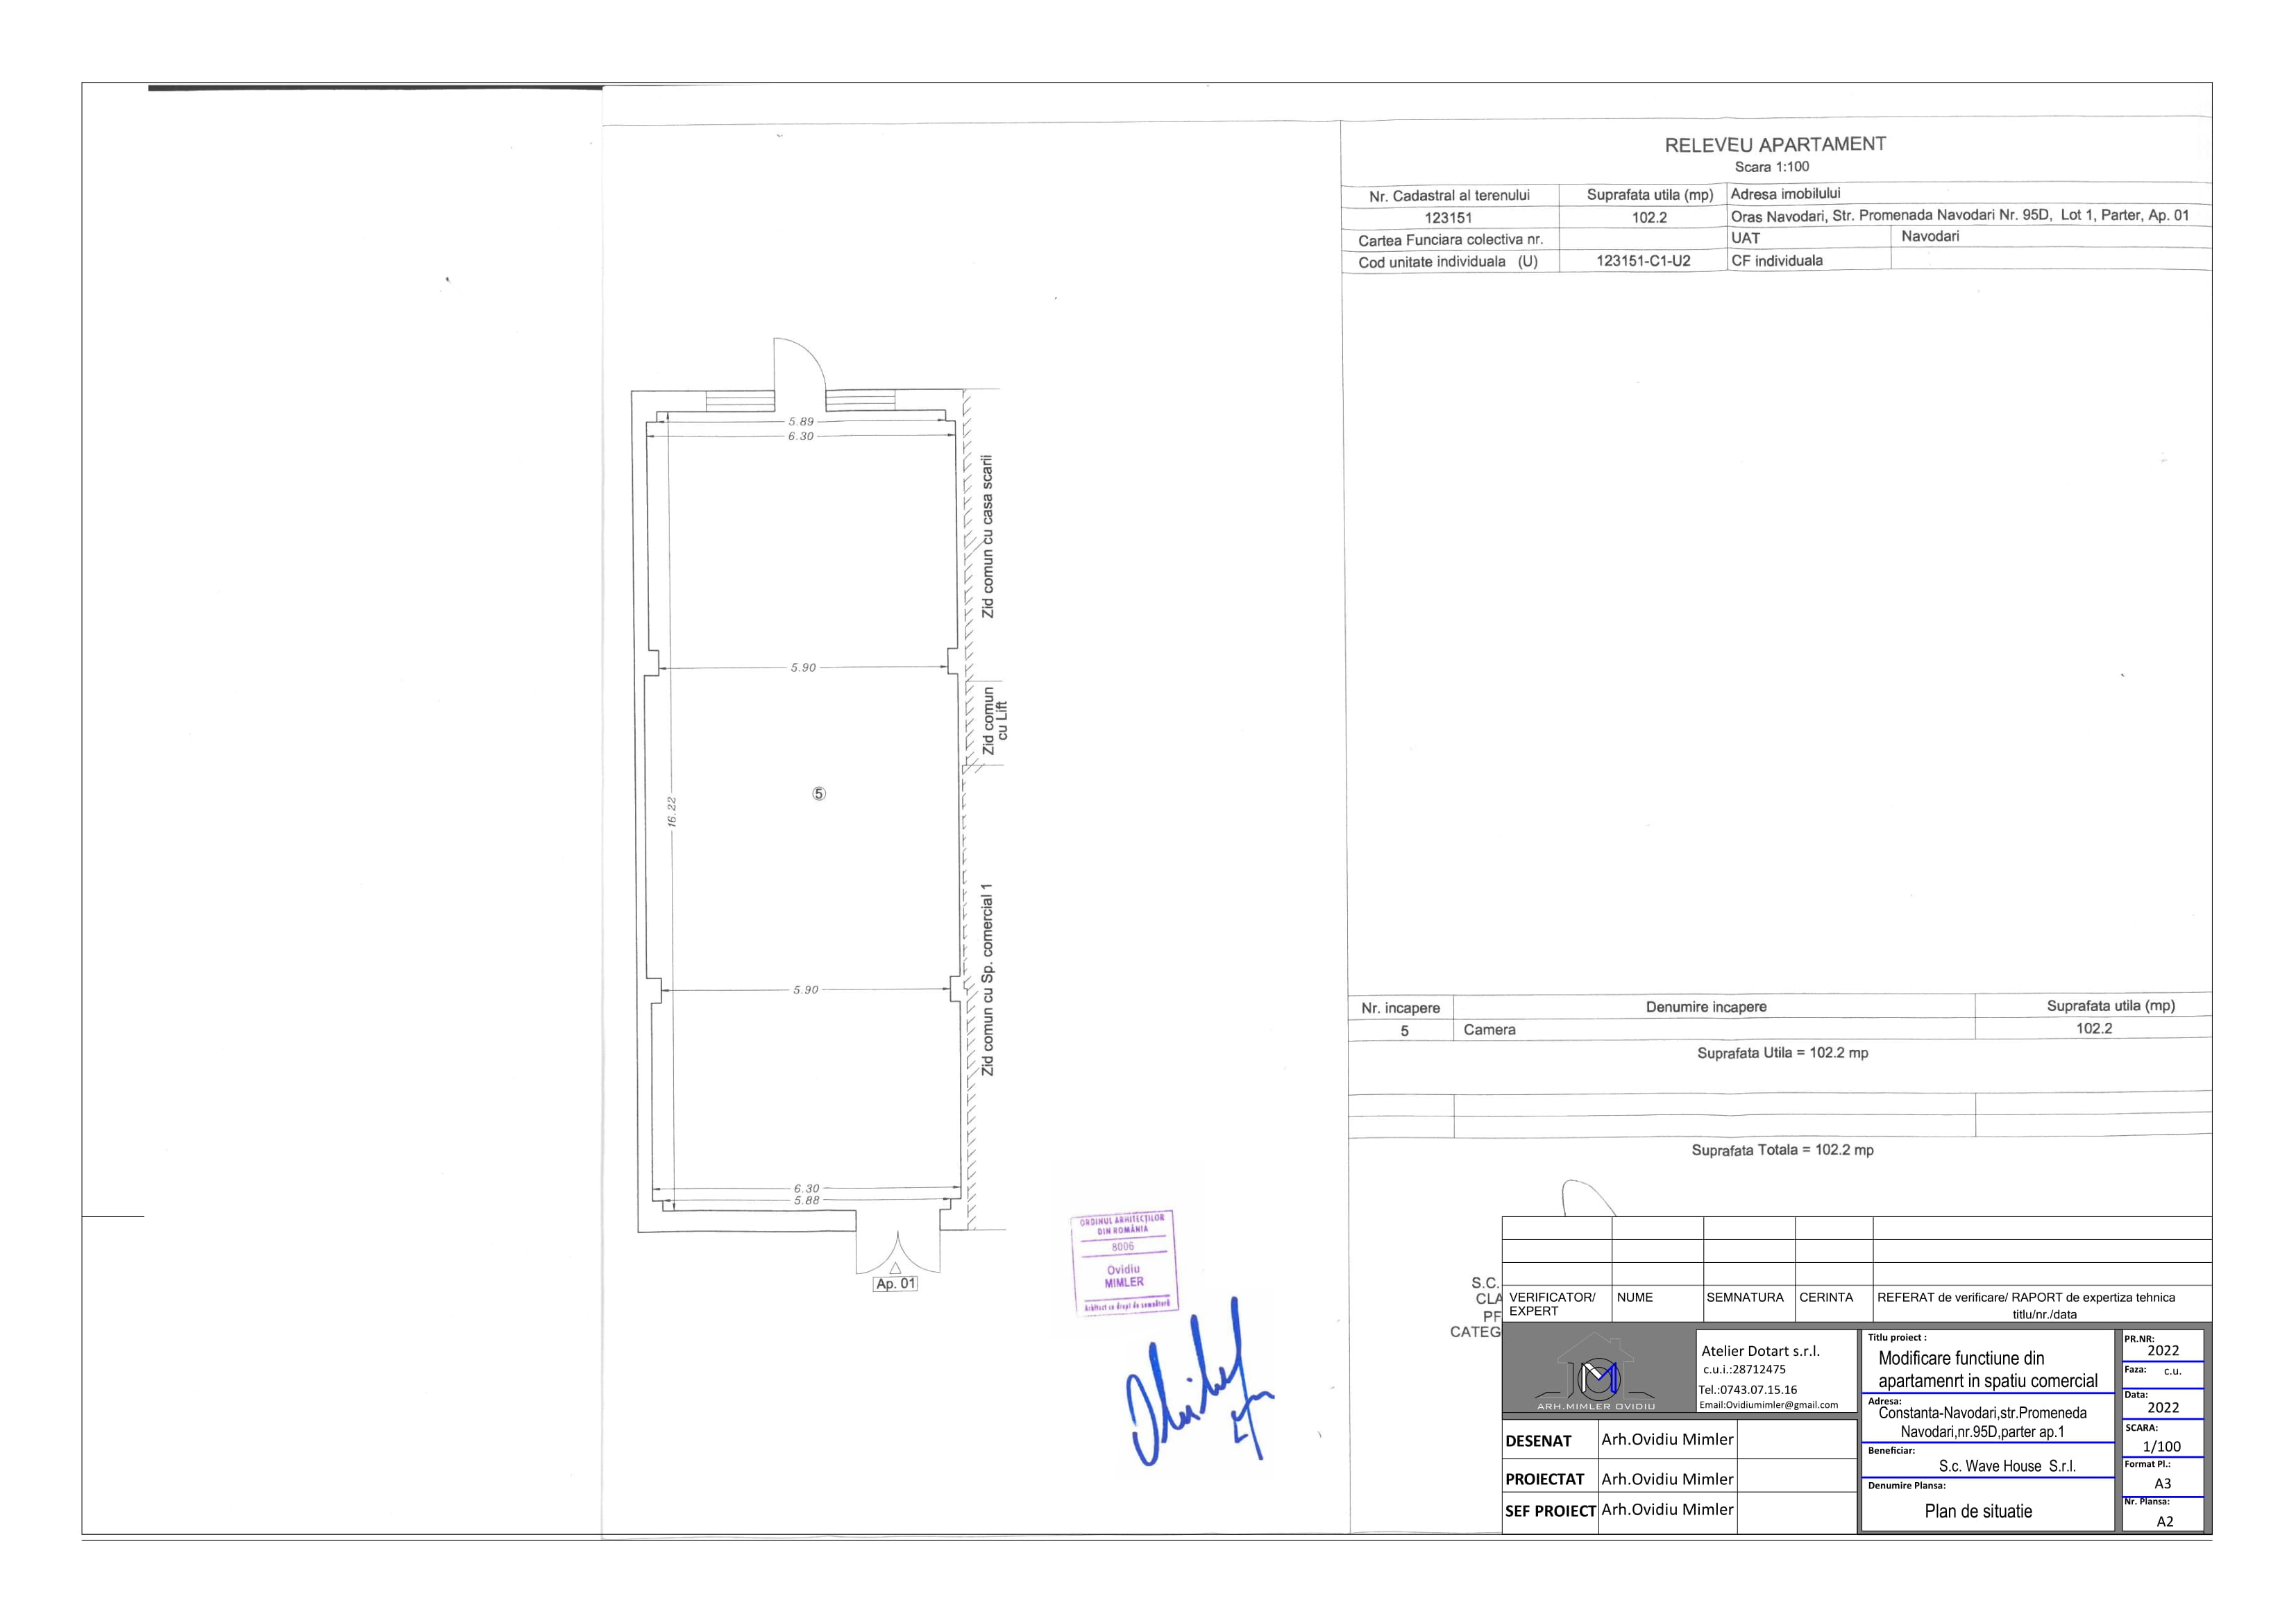 RELEVEU APARTAMENT
Scara 1:100
Nr. Cadastral al terenului Suprafata utila (mp) Adresa imobilului
123151 102.2 Oras Navodari, Str. Promenada Navodari Nr. 95D, Lot 1, Parter, Ap. 01
Cartea Funciara colectiva nr. UAT Navodari
Cod unitate individuala (U) 123151-C1-U2 CF individuala
5.89
6.30
Zid comun cu casa scarii
5.90
Zid comun
cu Lift
16.22
5
Zid comun cu Sp. comercial 1
5.90
6.30
5.88
Ap. 01
Nr. incapere Denumire incapere Suprafata utila (mp)
5 Camera 102.2
Suprafata Utila = 102.2 mp
Suprafata Totala = 102.2 mp
ORDINUL ARHITECȚILOR
DIN ROMÂNIA
8006
Ovidiu
MIMLER
Arhitect cu drept de semnătură
S.C.
CLA
PF
CATEG
VERIFICATOR/
EXPERT
NUME
SEMNATURA
CERINTA
REFERAT de verificare/ RAPORT de expertiza tehnica
titlu/nr./data
ARH.MIMLER OVIDIU
Atelier Dotart s.r.l.
c.u.i.:28712475
Tel.:0743.07.15.16
Email:Ovidiumimler@gmail.com
DESENAT Arh.Ovidiu Mimler
PROIECTAT Arh.Ovidiu Mimler
SEF PROIECT Arh.Ovidiu Mimler
Titlu proiect :
Modificare functiune din
apartamenrt in spatiu comercial
Adresa:
Constanta-Navodari,str.Promeneda
Navodari,nr.95D,parter ap.1
Beneficiar:
S.c. Wave House S.r.l.
Denumire Plansa:
Plan de situatie
PR.NR:
2022
Faza: c.u.
Data:
2022
SCARA:
1/100
Format Pl.:
A3
Nr. Plansa:
A2